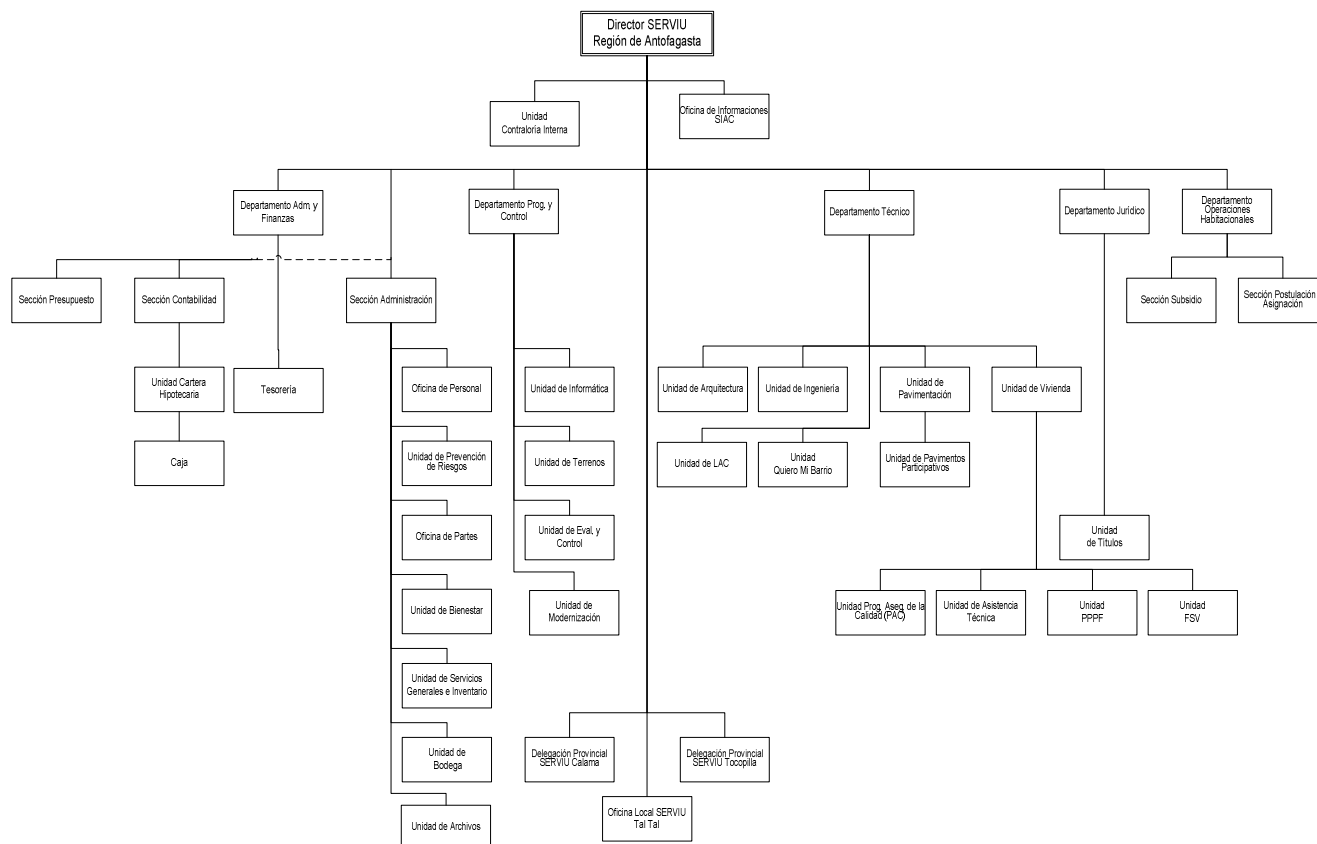 Director SERVIU
Región de Antofagasta
Unidad
Contraloría Interna
Oficina de Informaciones
SIAC
Departamento Adm. y
Finanzas
Departamento Prog. y
Control
Departamento Técnico
Departamento Jurídico
Departamento
Operaciones
Habitacionales
Sección Presupuesto
Sección Contabilidad
Sección Administración
Sección Subsidio
Sección Postulación
Asignación
Unidad Cartera
Hipotecaria
Tesorería
Oficina de Personal
Unidad de Informática
Unidad de Arquitectura
Unidad de Ingeniería
Unidad de
Pavimentación
Unidad de Vivienda
Caja
Unidad de Prevención
de Riesgos
Unidad de Terrenos
Unidad de LAC
Unidad
Quiero Mi Barrio
Unidad de Pavimentos
Participativos
Oficina de Partes
Unidad de Eval. y
Control
Unidad
de Títulos
Unidad de Bienestar
Unidad de
Modernización
Unidad Prog. Aseg. de la
Calidad (PAC)
Unidad de Asistencia
Técnica
Unidad
PPPF
Unidad
FSV
Unidad de Servicios
Generales e Inventario
Unidad de
Bodega
Delegación Provincial
SERVIU Calama
Delegación Provincial
SERVIU Tocopilla
Unidad de Archivos
Oficina Local SERVIU
Tal Tal